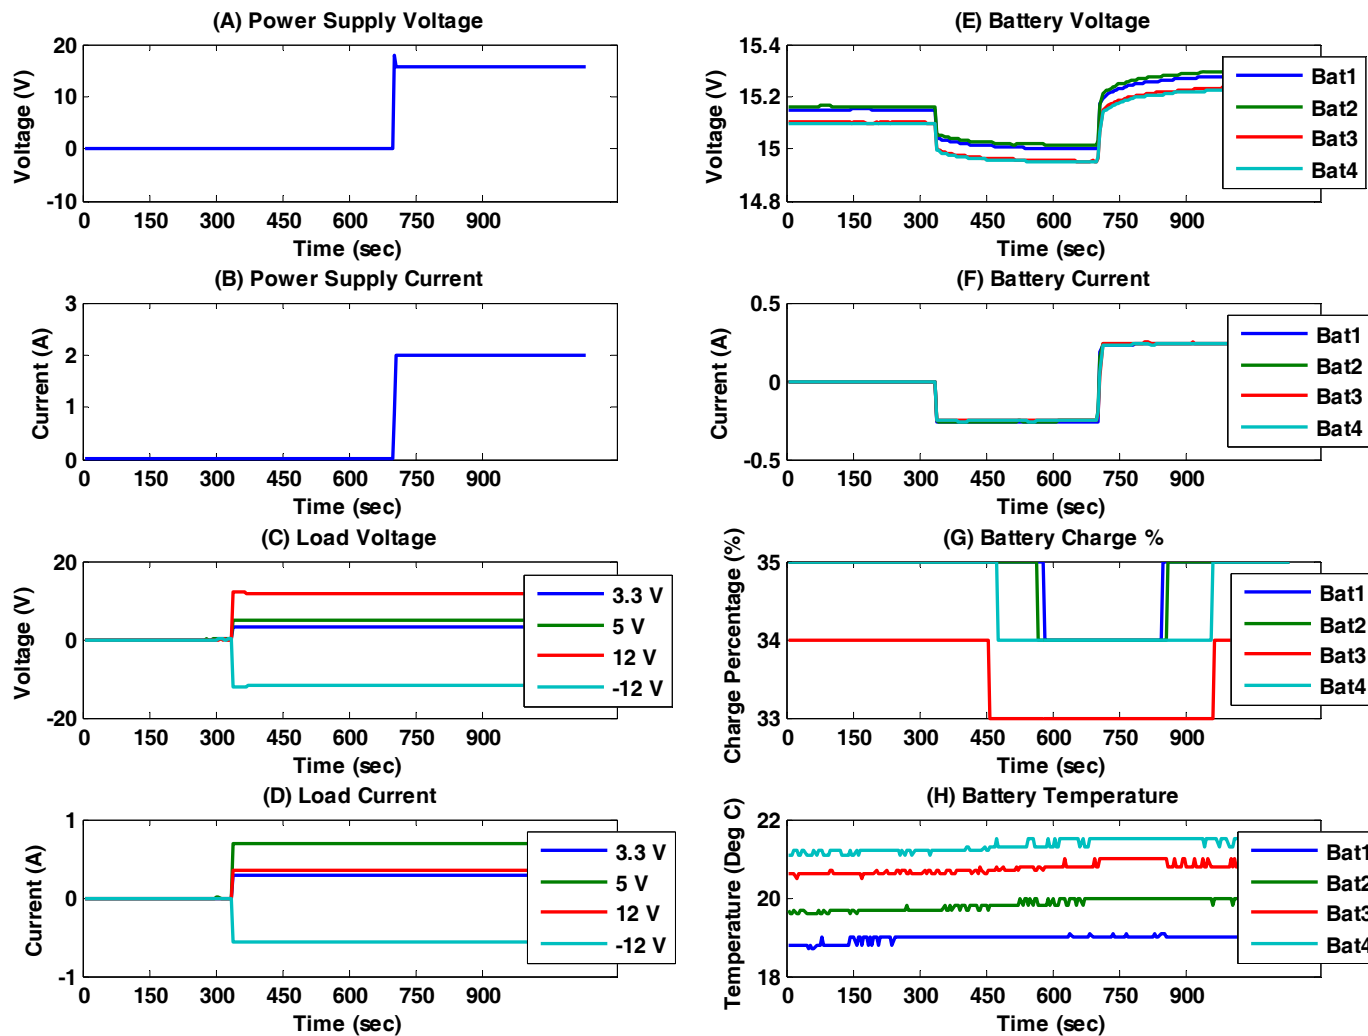 (A) Power Supply Voltage
Voltage (V)
20
10
0
-10
0 150 300 450 600 750 900
Time (sec)
(B) Power Supply Current
Current (A)
3
2
1
0
0 150 300 450 600 750 900
Time (sec)
(C) Load Voltage
Voltage (V)
20
0
-20
0 150 300 450 600 750 900
Time (sec)
3.3 V
5 V
12 V
-12 V
(D) Load Current
Current (A)
1
0
-1
0 150 300 450 600 750 900
Time (sec)
3.3 V
5 V
12 V
-12 V
(E) Battery Voltage
Voltage (V)
15.4
15.2
15
14.8
0 150 300 450 600 750 900
Time (sec)
Bat1
Bat2
Bat3
Bat4
(F) Battery Current
Current (A)
0.5
0
-0.5
0 150 300 450 600 750 900
Time (sec)
Bat1
Bat2
Bat3
Bat4
(G) Battery Charge %
Charge Percentage (%)
35
34
33
0 150 300 450 600 750 900
Time (sec)
Bat1
Bat2
Bat3
Bat4
(H) Battery Temperature
Temperature (Deg C)
22
20
18
0 150 300 450 600 750 900
Time (sec)
Bat1
Bat2
Bat3
Bat4